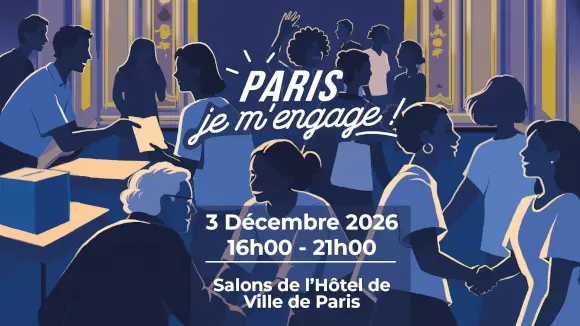 PARIS
je m'engage !
3 Décembre 2026
16h00 - 21h00
Salons de l'Hôtel de
Ville de Paris